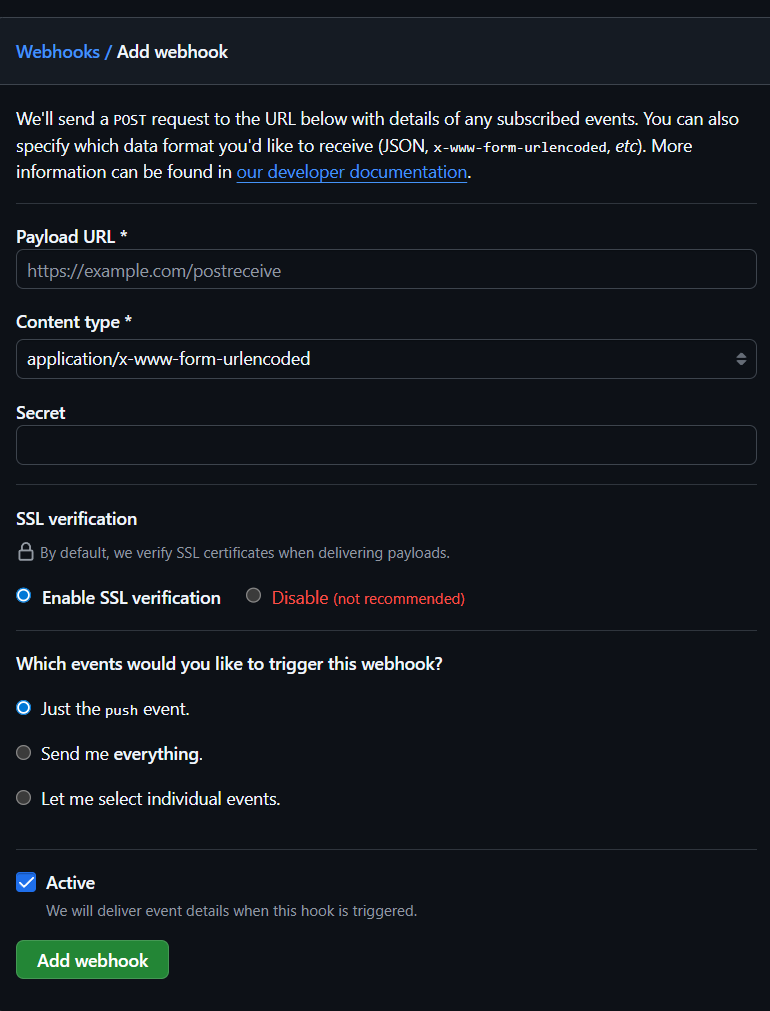 Webhooks / Add webhook
We'll send a POST request to the URL below with details of any subscribed events. You can also
specify which data format you'd like to receive (JSON, x-www-form-urlencoded, etc). More
information can be found in our developer documentation.
Payload URL *
https://example.com/postreceive
Content type *
application/x-www-form-urlencoded
Secret
SSL verification
By default, we verify SSL certificates when delivering payloads.
Enable SSL verification Disable (not recommended)
Which events would you like to trigger this webhook?
Just the push event.
Send me everything.
Let me select individual events.
Active
We will deliver event details when this hook is triggered.
Add webhook